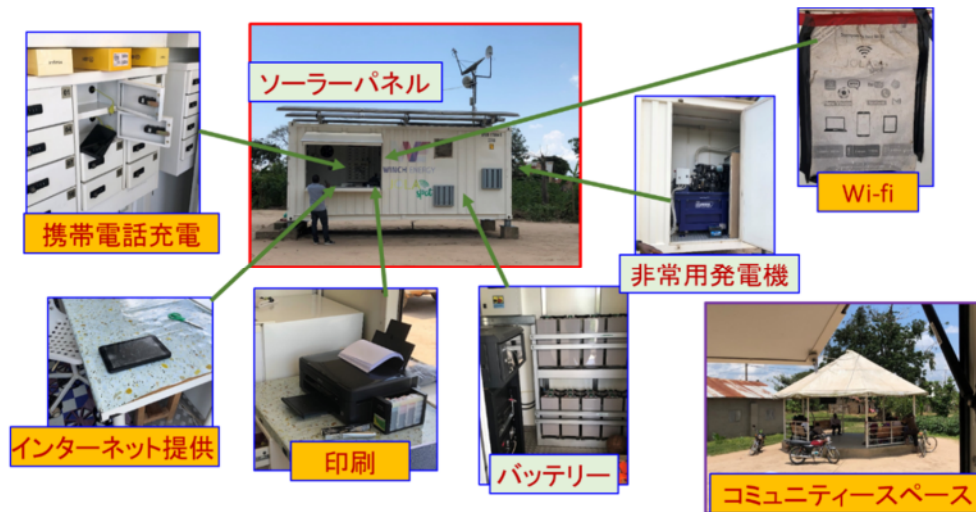 ソーラーパネル
携帯電話充電
WINCH ENERGY
Wi-fi
非常用発電機
インターネット提供
印刷
バッテリー
コミュニティースペース